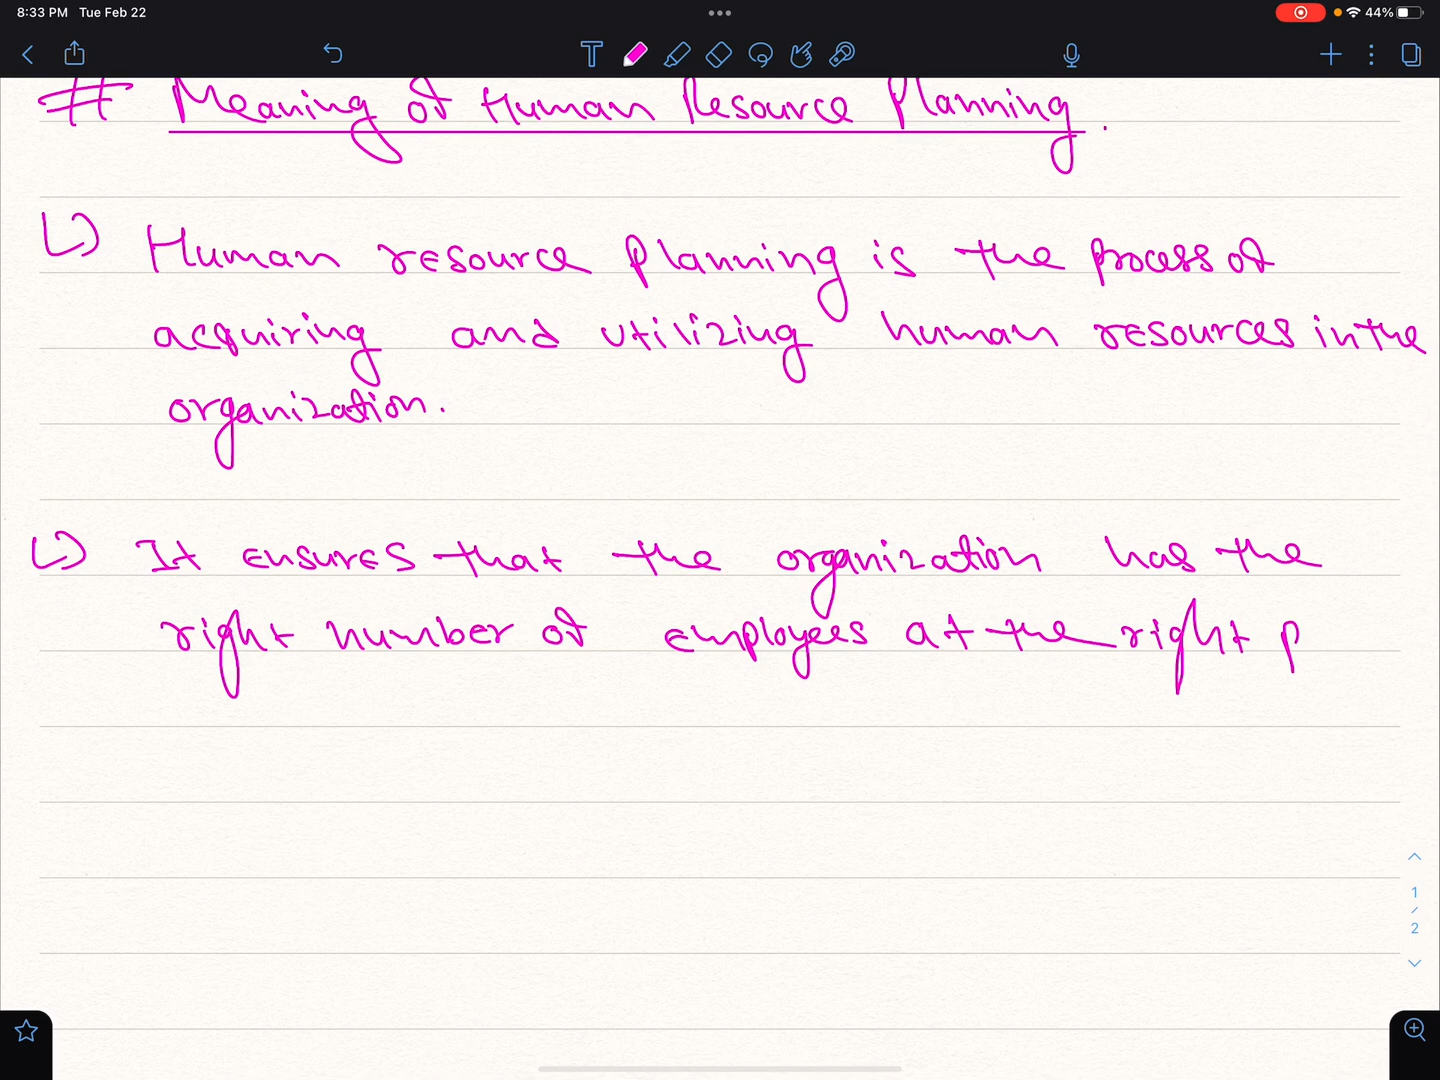 8:33 PM Tue Feb 22
44%
# Meaning of Human Resource Planning.
↳ Human resource planning is the process of
acquiring and utilizing human resources in the
organization.
↳ It ensures that the organization has the
right number of employees at the right p
1
/
2